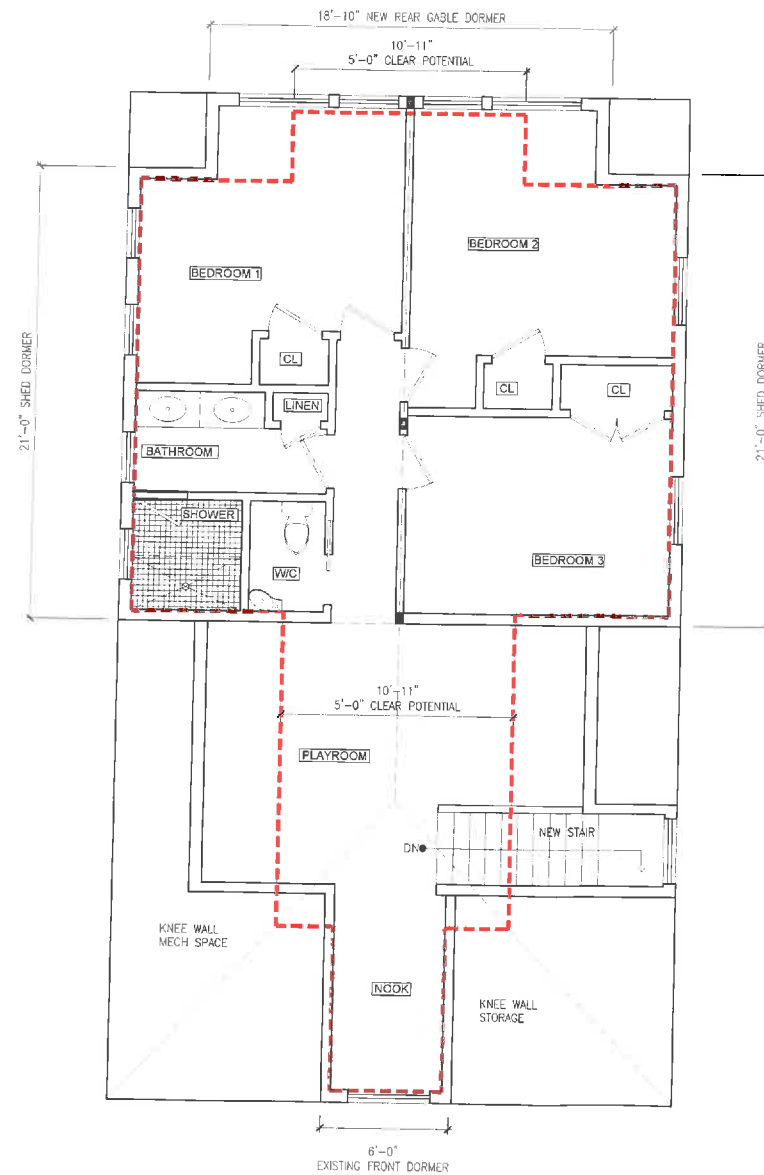 18'-10" NEW REAR GABLE DORMER
10'-11"
5'-0" CLEAR POTENTIAL
BEDROOM 1
BEDROOM 2
21'-0" SHED DORMER
21'-0" SHED DORMER
CL
CL
CL
LINEN
BATHROOM
SHOWER
W/C
BEDROOM 3
10'-11"
5'-0" CLEAR POTENTIAL
PLAYROOM
NEW STAIR
DN
KNEE WALL
MECH SPACE
NOOK
KNEE WALL
STORAGE
6'-0"
EXISTING FRONT DORMER